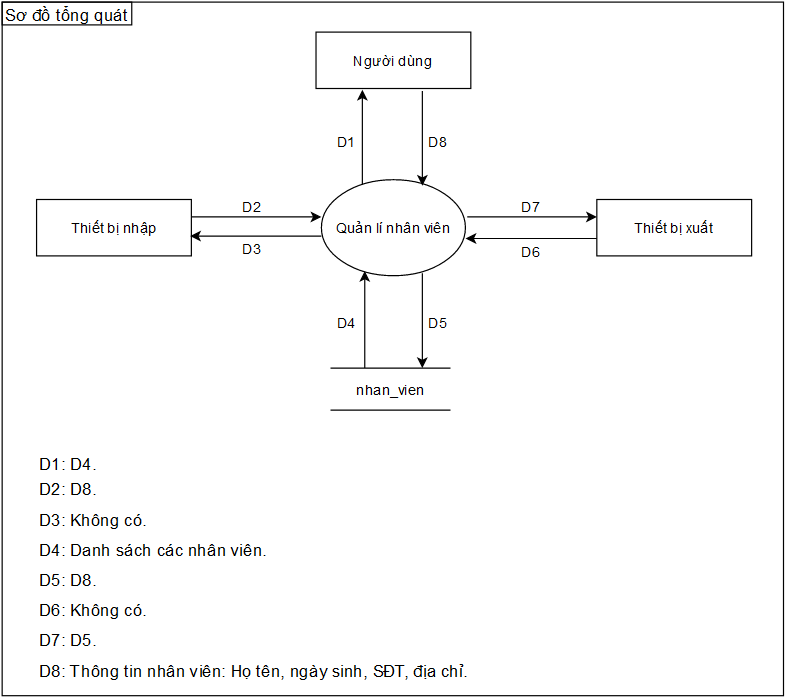 Sơ đồ tổng quát
Người dùng
D1
D8
D2
D7
Thiết bị nhập
Quản lí nhân viên
Thiết bị xuất
D3
D6
D4
D5
nhan_vien
D1: D4.
D2: D8.
D3: Không có.
D4: Danh sách các nhân viên.
D5: D8.
D6: Không có.
D7: D5.
D8: Thông tin nhân viên: Họ tên, ngày sinh, SĐT, địa chỉ.